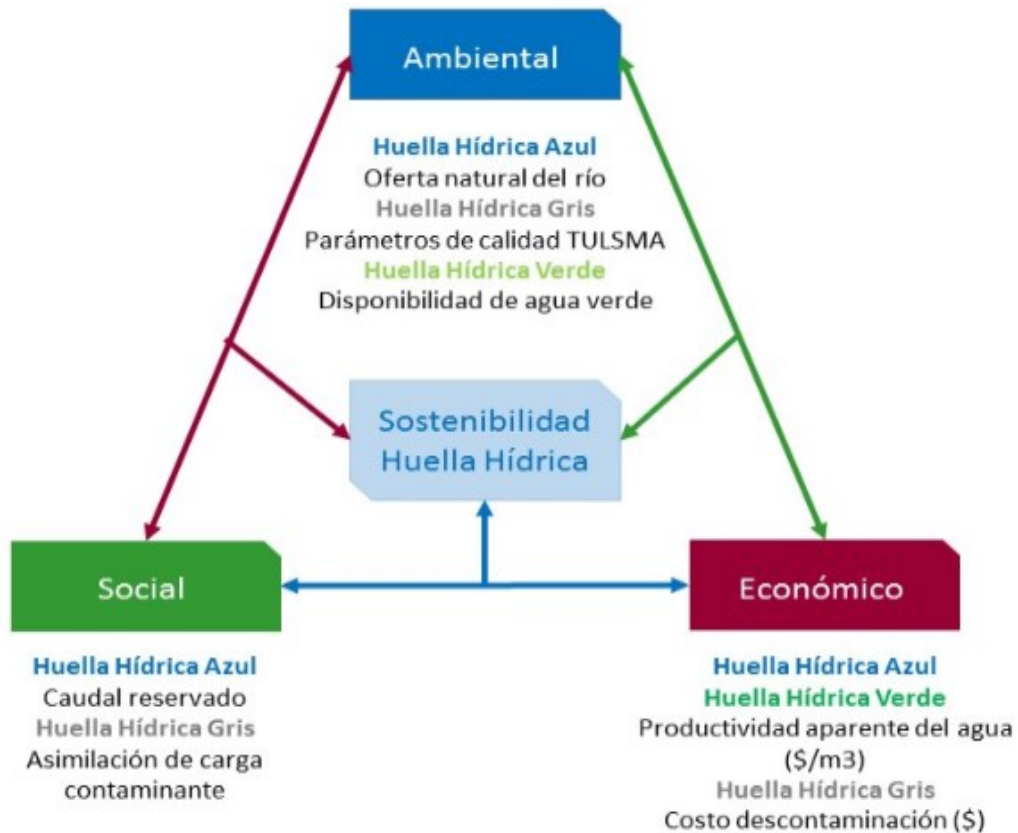 Ambiental
Huella Hídrica Azul
Oferta natural del río
Huella Hídrica Gris
Parámetros de calidad TULSMA
Huella Hídrica Verde
Disponibilidad de agua verde
Sostenibilidad
Huella Hídrica
Social
Huella Hídrica Azul
Caudal reservado
Huella Hídrica Gris
Asimilación de carga
contaminante
Económico
Huella Hídrica Azul
Huella Hídrica Verde
Productividad aparente del agua
($/m3)
Huella Hídrica Gris
Costo descontaminación ($)